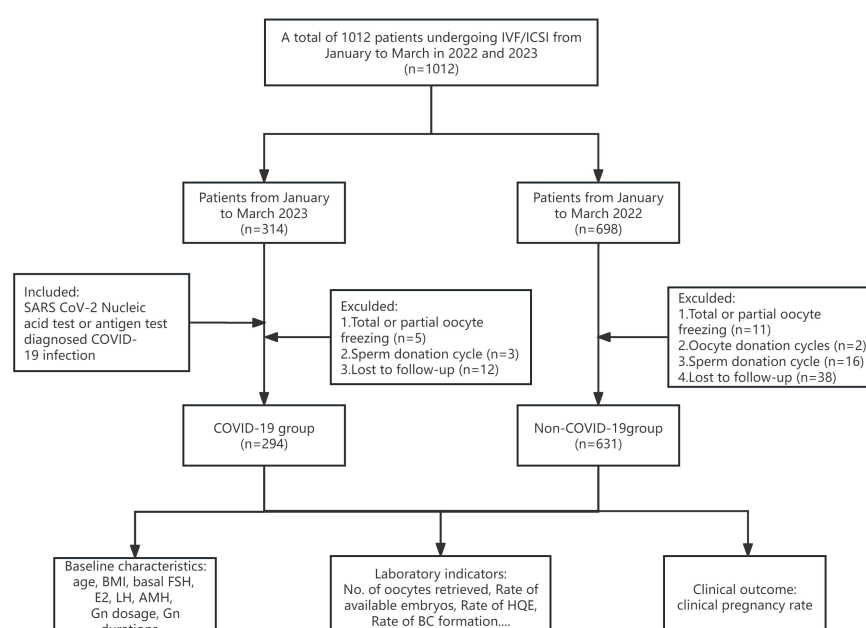 A total of 1012 patients undergoing IVF/ICSI from
January to March in 2022 and 2023
(n=1012)
Patients from January
to March 2023
(n=314)
Patients from January
to March 2022
(n=698)
Included:
SARS CoV-2 Nucleic
acid test or antigen test
diagnosed COVID-
19 infection
Exculded:
1.Total or partial oocyte
freezing (n=5)
2.Sperm donation cycle (n=3)
3.Lost to follow-up (n=12)
Exculded:
1.Total or partial oocyte
freezing (n=11)
2.Oocyte donation cycles (n=2)
3.Sperm donation cycle (n=16)
4.Lost to follow-up (n=38)
COVID-19 group
(n=294)
Non-COVID-19group
(n=631)
Baseline characteristics:
age, BMI, basal FSH,
E2, LH, AMH,
Gn dosage, Gn
durations
Laboratory indicators:
No. of oocytes retrieved, Rate of
available embryos, Rate of HQE,
Rate of BC formation....
Clinical outcome:
clinical pregnancy rate